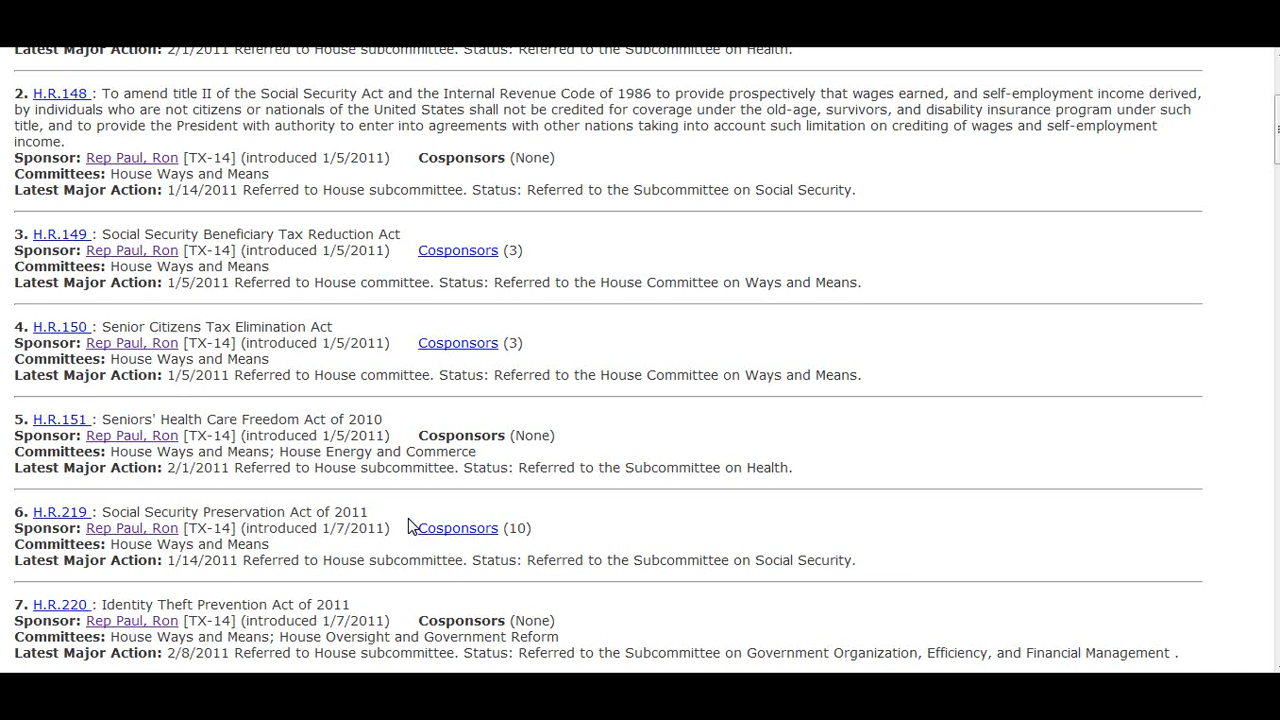 Latest Major Action: 2/1/2011 Referred to House subcommittee. Status: Referred to the Subcommittee on Health.
2. H.R.148 : To amend title II of the Social Security Act and the Internal Revenue Code of 1986 to provide prospectively that wages earned, and self-employment income derived,
by individuals who are not citizens or nationals of the United States shall not be credited for coverage under the old-age, survivors, and disability insurance program under such
title, and to provide the President with authority to enter into agreements with other nations taking into account such limitation on crediting of wages and self-employment
income.
Sponsor: Rep Paul, Ron [TX-14] (introduced 1/5/2011) Cosponsors (None)
Committees: House Ways and Means
Latest Major Action: 1/14/2011 Referred to House subcommittee. Status: Referred to the Subcommittee on Social Security.
3. H.R.149 : Social Security Beneficiary Tax Reduction Act
Sponsor: Rep Paul, Ron [TX-14] (introduced 1/5/2011) Cosponsors (3)
Committees: House Ways and Means
Latest Major Action: 1/5/2011 Referred to House committee. Status: Referred to the House Committee on Ways and Means.
4. H.R.150 : Senior Citizens Tax Elimination Act
Sponsor: Rep Paul, Ron [TX-14] (introduced 1/5/2011) Cosponsors (3)
Committees: House Ways and Means
Latest Major Action: 1/5/2011 Referred to House committee. Status: Referred to the House Committee on Ways and Means.
5. H.R.151 : Seniors' Health Care Freedom Act of 2010
Sponsor: Rep Paul, Ron [TX-14] (introduced 1/5/2011) Cosponsors (None)
Committees: House Ways and Means; House Energy and Commerce
Latest Major Action: 2/1/2011 Referred to House subcommittee. Status: Referred to the Subcommittee on Health.
6. H.R.219 : Social Security Preservation Act of 2011
Sponsor: Rep Paul, Ron [TX-14] (introduced 1/7/2011) Cosponsors (10)
Committees: House Ways and Means
Latest Major Action: 1/14/2011 Referred to House subcommittee. Status: Referred to the Subcommittee on Social Security.
7. H.R.220 : Identity Theft Prevention Act of 2011
Sponsor: Rep Paul, Ron [TX-14] (introduced 1/7/2011) Cosponsors (None)
Committees: House Ways and Means; House Oversight and Government Reform
Latest Major Action: 2/8/2011 Referred to House subcommittee. Status: Referred to the Subcommittee on Government Organization, Efficiency, and Financial Management .